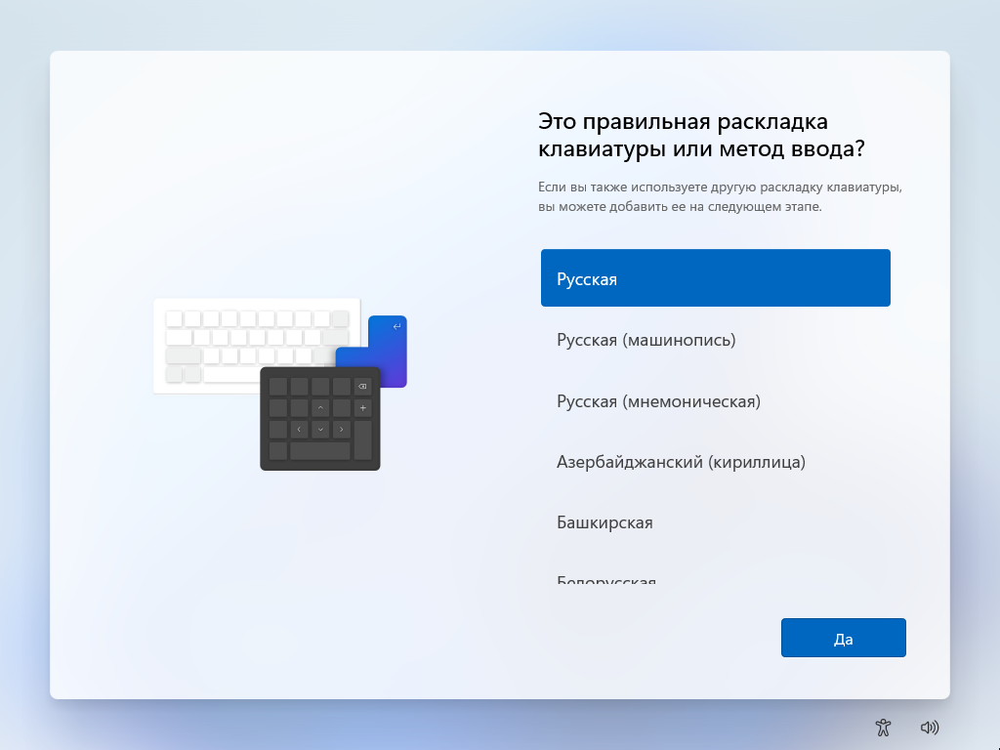 Это правильная раскладка
клавиатуры или метод ввода?
Если вы также используете другую раскладку клавиатуры,
вы можете добавить ее на следующем этапе.
Русская
Русская (машинопись)
Русская (мнемоническая)
Азербайджанский (кириллица)
Башкирская
Белорусская
Да